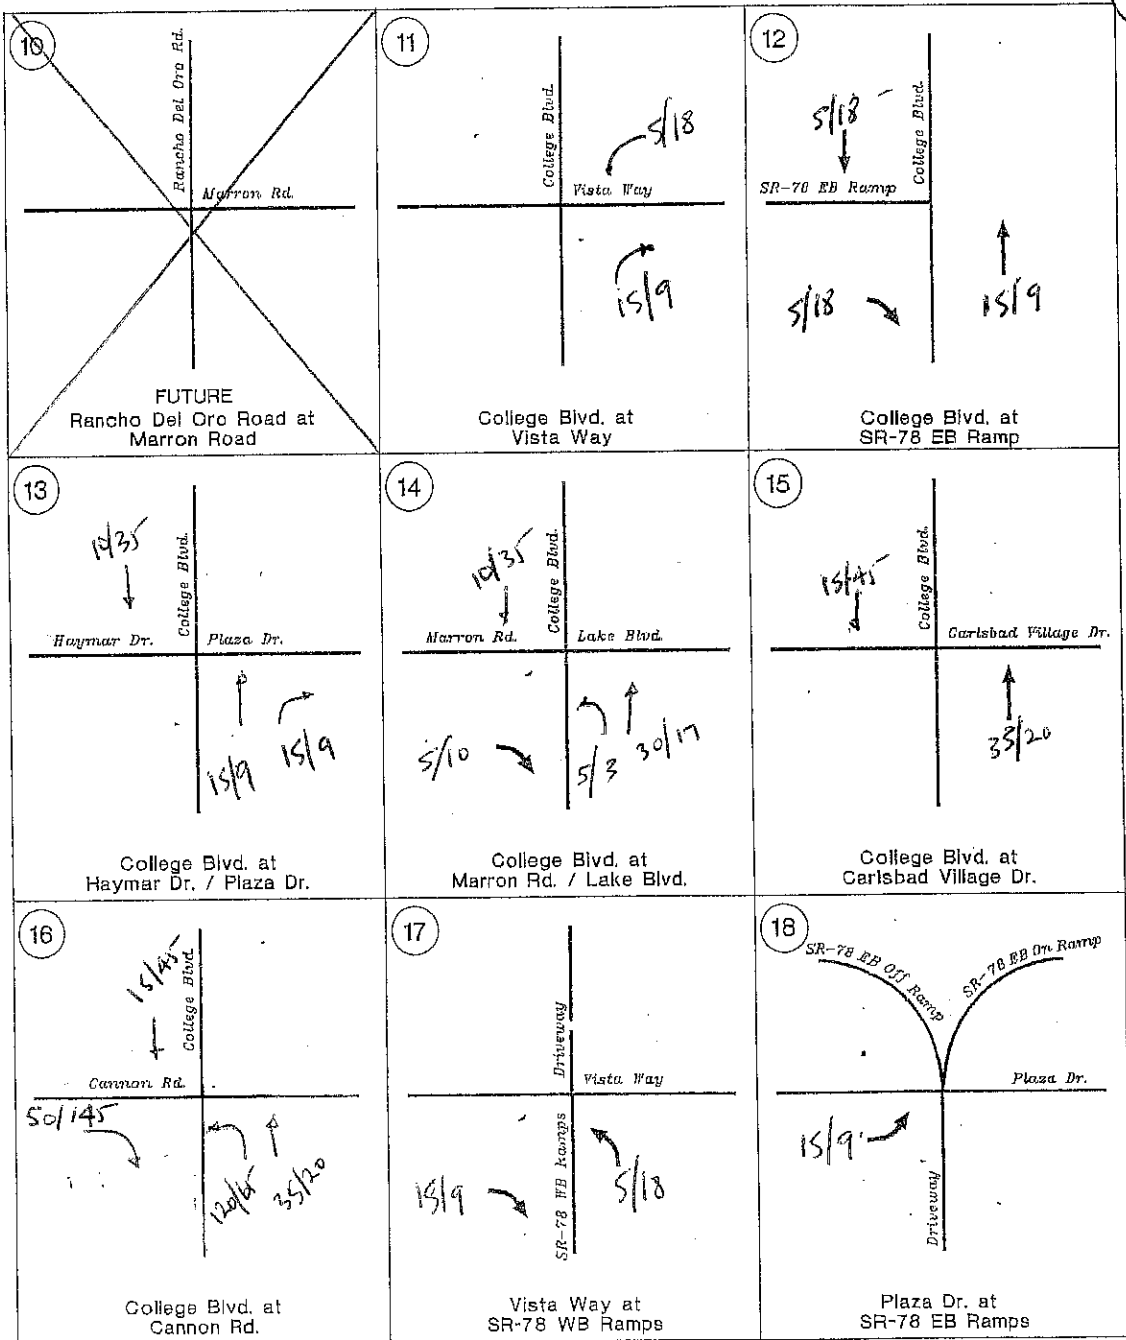 10
Rancho Del Oro Rd.
Marron Rd.
FUTURE
Rancho Del Oro Road at
Marron Road
11
College Blvd.
5/18
Vista Way
15/9
College Blvd. at
Vista Way
12
5/18
College Blvd.
SR-78 EB Ramp
5/18
15/9
College Blvd. at
SR-78 EB Ramp
13
10/35
College Blvd.
Haymar Dr.
Plaza Dr.
15/9
15/9
College Blvd. at
Haymar Dr. / Plaza Dr.
14
10/35
College Blvd.
Marron Rd.
Lake Blvd.
5/10
5/3
30/17
College Blvd. at
Marron Rd. / Lake Blvd.
15
15/45
College Blvd.
Carlsbad Village Dr.
35/20
College Blvd. at
Carlsbad Village Dr.
16
15/45
College Blvd.
Cannon Rd.
50/145
120/65
35/20
College Blvd. at
Cannon Rd.
17
Driveway
Vista Way
SR-78 WB Ramps
15/9
5/18
Vista Way at
SR-78 WB Ramps
18
SR-78 EB Off Ramp
SR-78 EB On Ramp
Plaza Dr.
15/9
Driveway
Plaza Dr. at
SR-78 EB Ramps